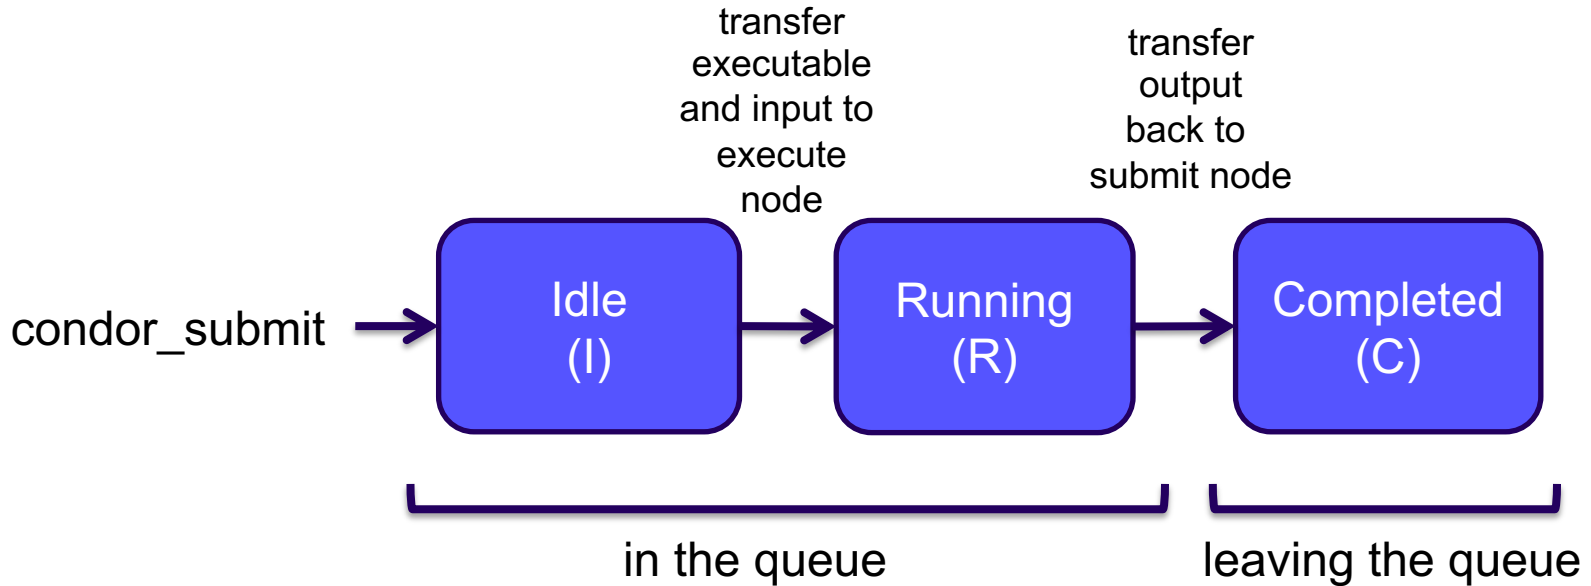 transfer
executable
and input to
execute
node
transfer
output
back to
submit node
condor_submit
Idle
(I)
Running
(R)
Completed
(C)
in the queue
leaving the queue